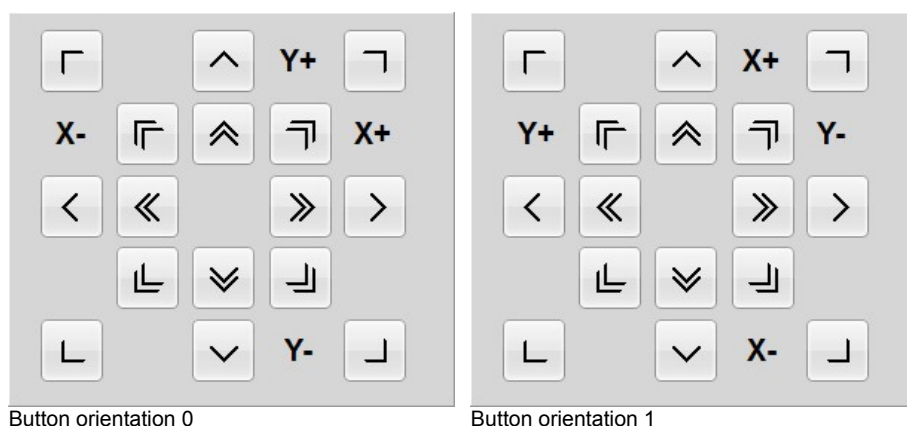 Y+
X-
X+
Y-
Button orientation 0
X+
Y+
Y-
X-
Button orientation 1